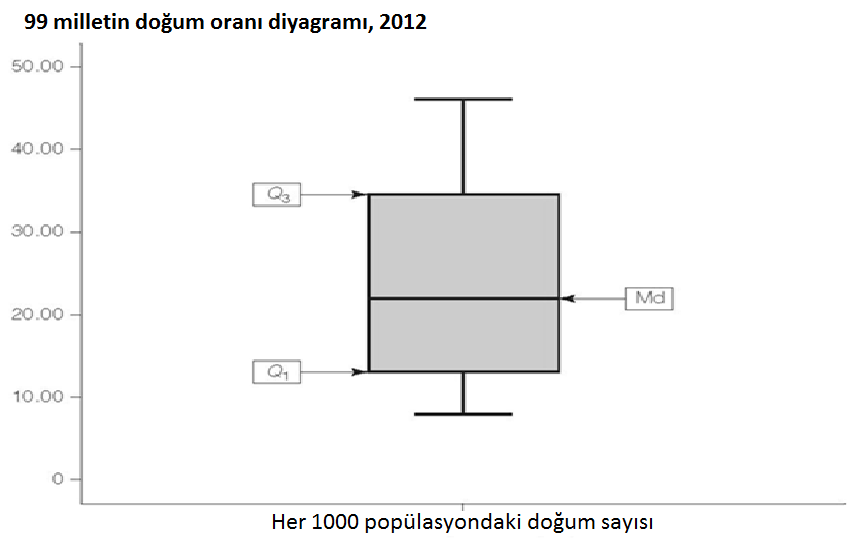 99 milletin doğum oranı diyagramı, 2012
50.00
40.00
Q3
30.00
Md
20.00
Q1
10.00
0
Her 1000 popülasyondaki doğum sayısı